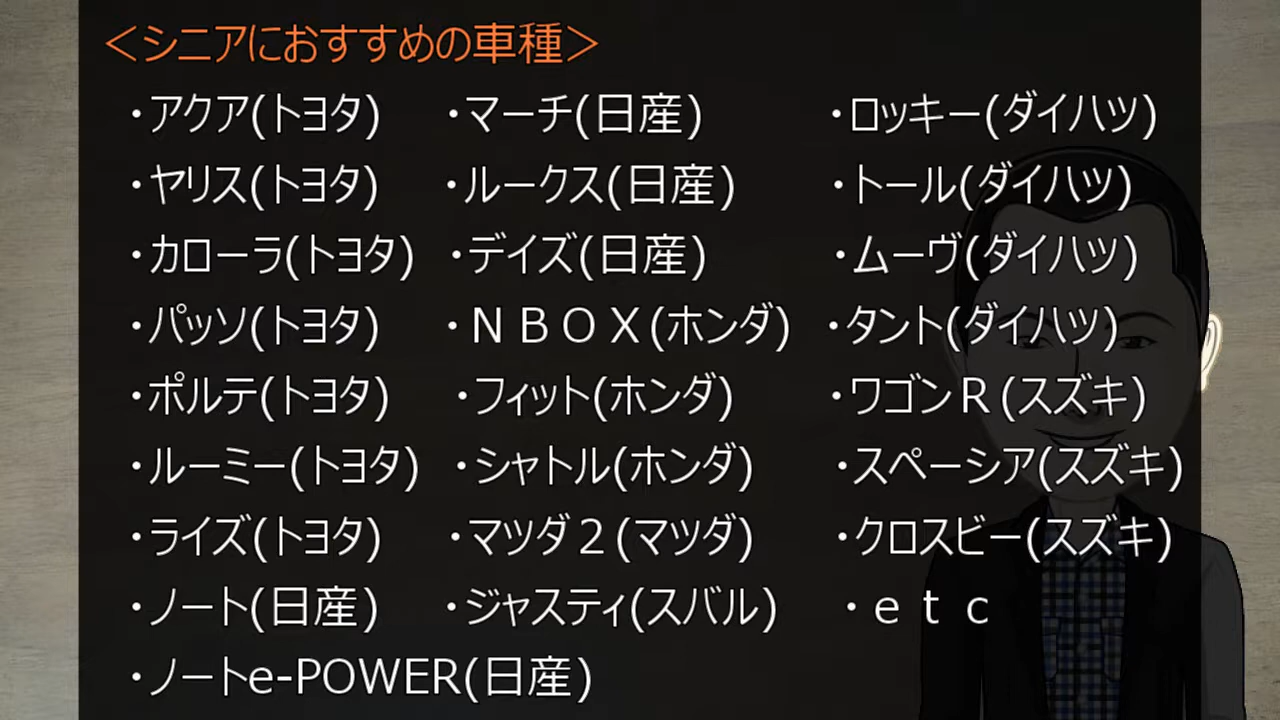 ＜シニアにおすすめの車種＞
・アクア(トヨタ)
・ヤリス(トヨタ)
・カローラ(トヨタ)
・パッソ(トヨタ)
・ポルテ(トヨタ)
・ルーミー(トヨタ)
・ライズ(トヨタ)
・ノート(日産)
・ノートe-POWER(日産)
・マーチ(日産)
・ルークス(日産)
・デイズ(日産)
・ＮＢＯＸ(ホンダ)
・フィット(ホンダ)
・シャトル(ホンダ)
・マツダ２(マツダ)
・ジャスティ(スバル)
・ロッキー(ダイハツ)
・トール(ダイハツ)
・ムーヴ(ダイハツ)
・タント(ダイハツ)
・ワゴンＲ(スズキ)
・スペーシア(スズキ)
・クロスビー(スズキ)
・ｅｔｃ